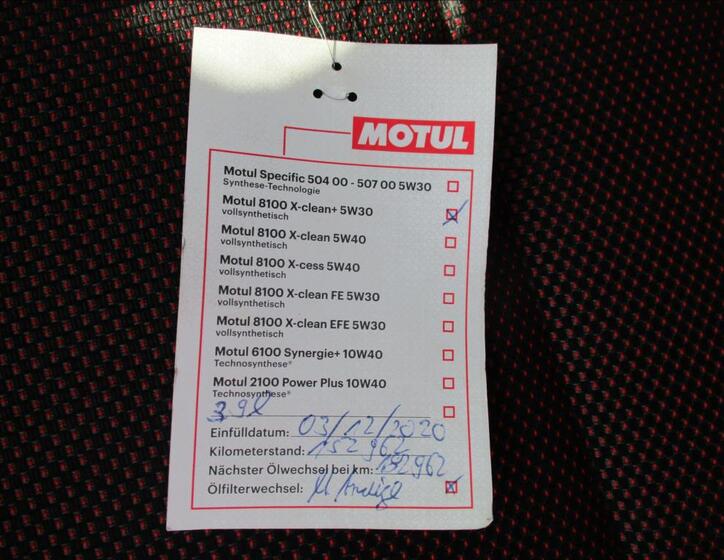 MOTUL
Motul Specific 504 00 - 507 00 5W30
Synthese-Technologie
Motul 8100 X-clean+ 5W30
vollsynthetisch
Motul 8100 X-clean 5W40
vollsynthetisch
Motul 8100 X-cess 5W40
vollsynthetisch
Motul 8100 X-clean FE 5W30
vollsynthetisch
Motul 8100 X-clean EFE 5W30
vollsynthetisch
Motul 6100 Synergie+ 10W40
Technosynthese®
Motul 2100 Power Plus 10W40
Technosynthese®
Einfülldatum: 03/12/2020
Kilometerstand: 152962
Nächster Ölwechsel bei km:
Ölfilterwechsel: